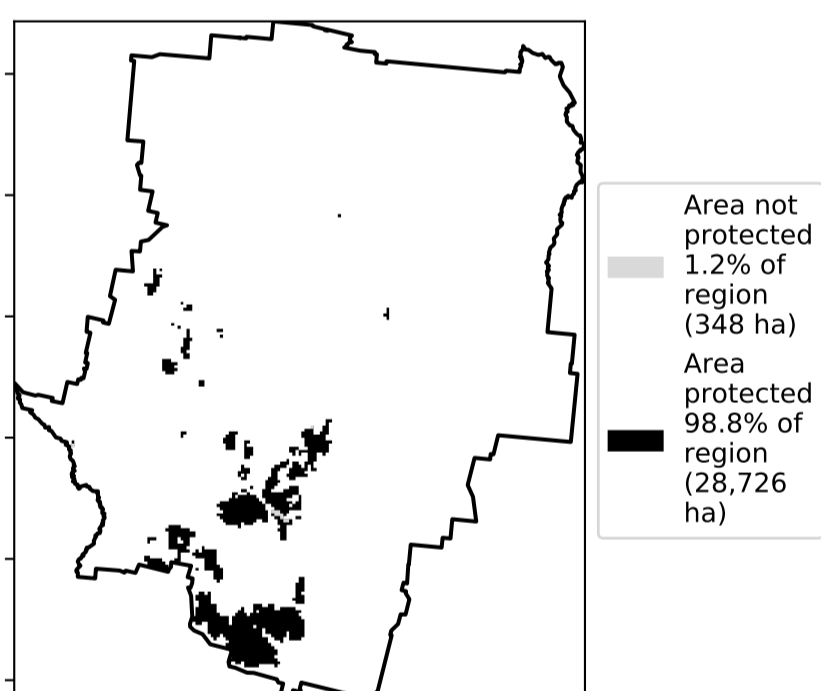 Area not
protected
1.2% of
region
(348 ha)
Area
protected
98.8% of
region
(28,726
ha)